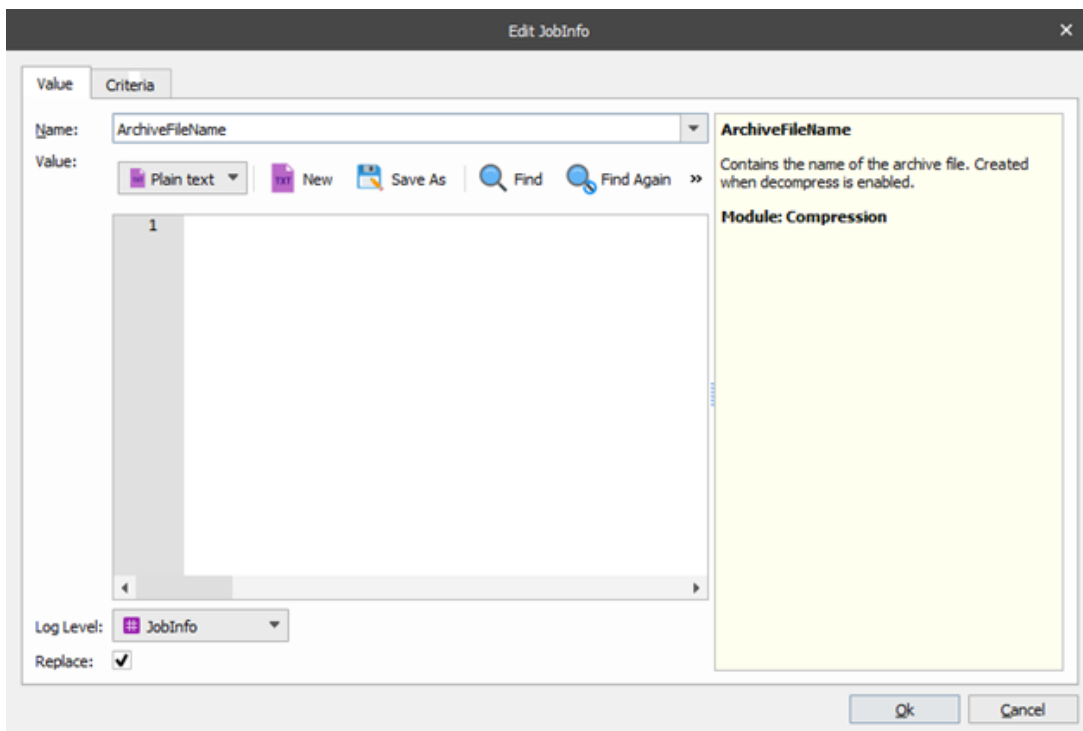 Edit JobInfo
Value
Criteria
Name:
ArchiveFileName
Value:
Plain text
TXT
New
Save As
Find
Find Again
»
1
ArchiveFileName
Contains the name of the archive file. Created
when decompress is enabled.
Module: Compression
Log Level:
# JobInfo
Replace:
Ok
Cancel